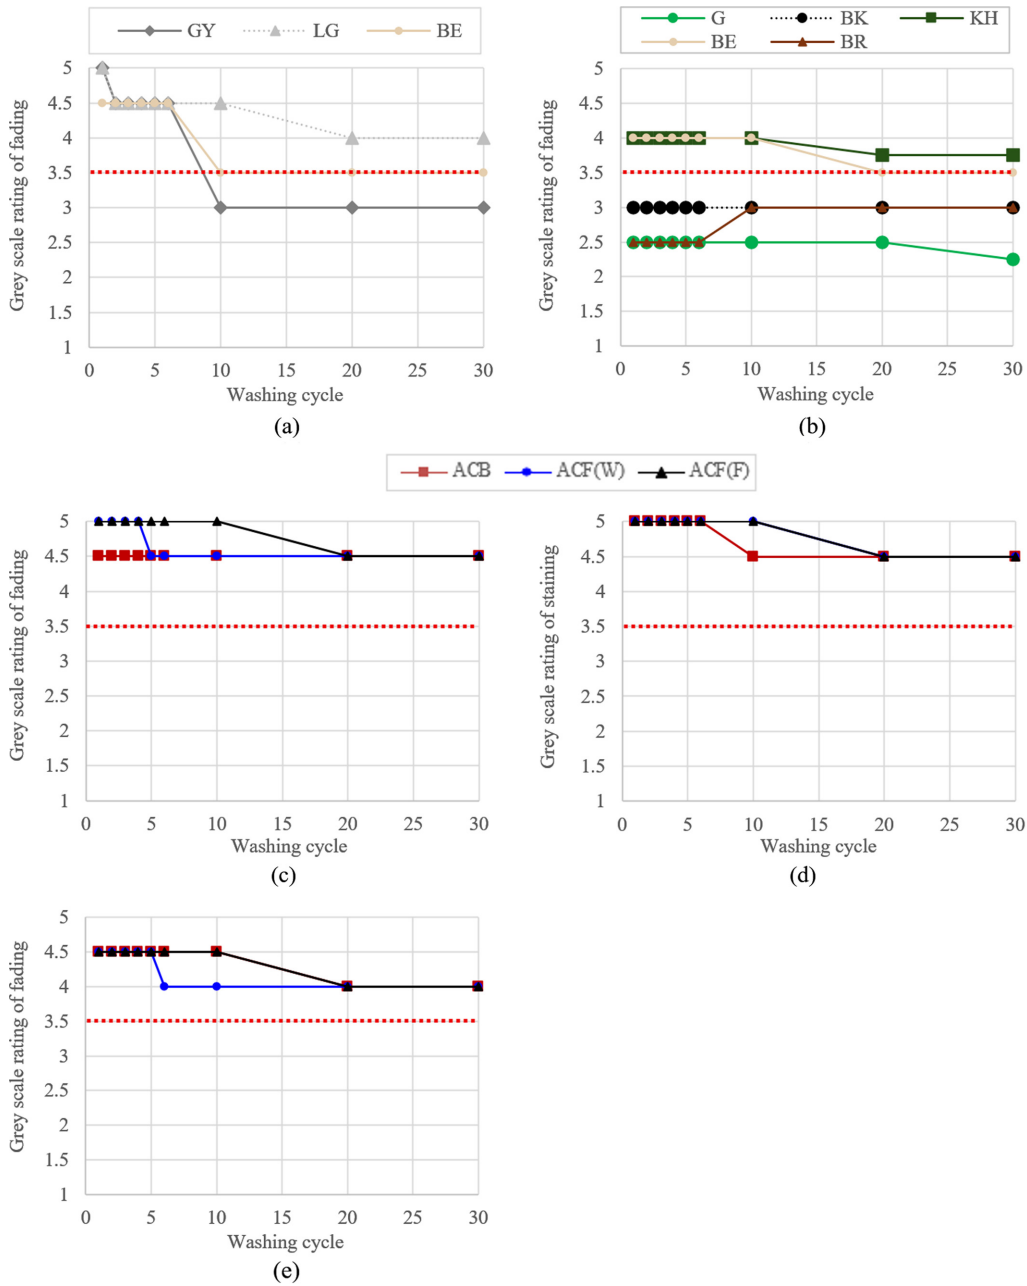 GY LG BE
Grey scale rating of fading
5
4.5
4
3.5
3
2.5
2
1.5
1
0 5 10 15 20 25 30
Washing cycle
(a)
G BK KH
BE BR
Grey scale rating of fading
5
4.5
4
3.5
3
2.5
2
1.5
1
0 5 10 15 20 25 30
Washing cycle
(b)
ACB ACF(W) ACF(F)
Grey scale rating of fading
5
4.5
4
3.5
3
2.5
2
1.5
1
0 5 10 15 20 25 30
Washing cycle
(c)
Grey scale rating of staining
5
4.5
4
3.5
3
2.5
2
1.5
1
0 5 10 15 20 25 30
Washing cycle
(d)
Grey scale rating of fading
5
4.5
4
3.5
3
2.5
2
1.5
1
0 5 10 15 20 25 30
Washing cycle
(e)